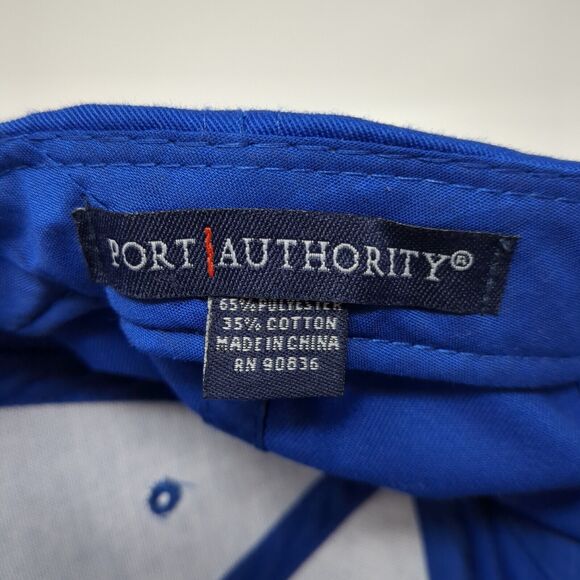 PORT AUTHORITY®
65% POLYESTER
35% COTTON
MADE IN CHINA
RN 90836